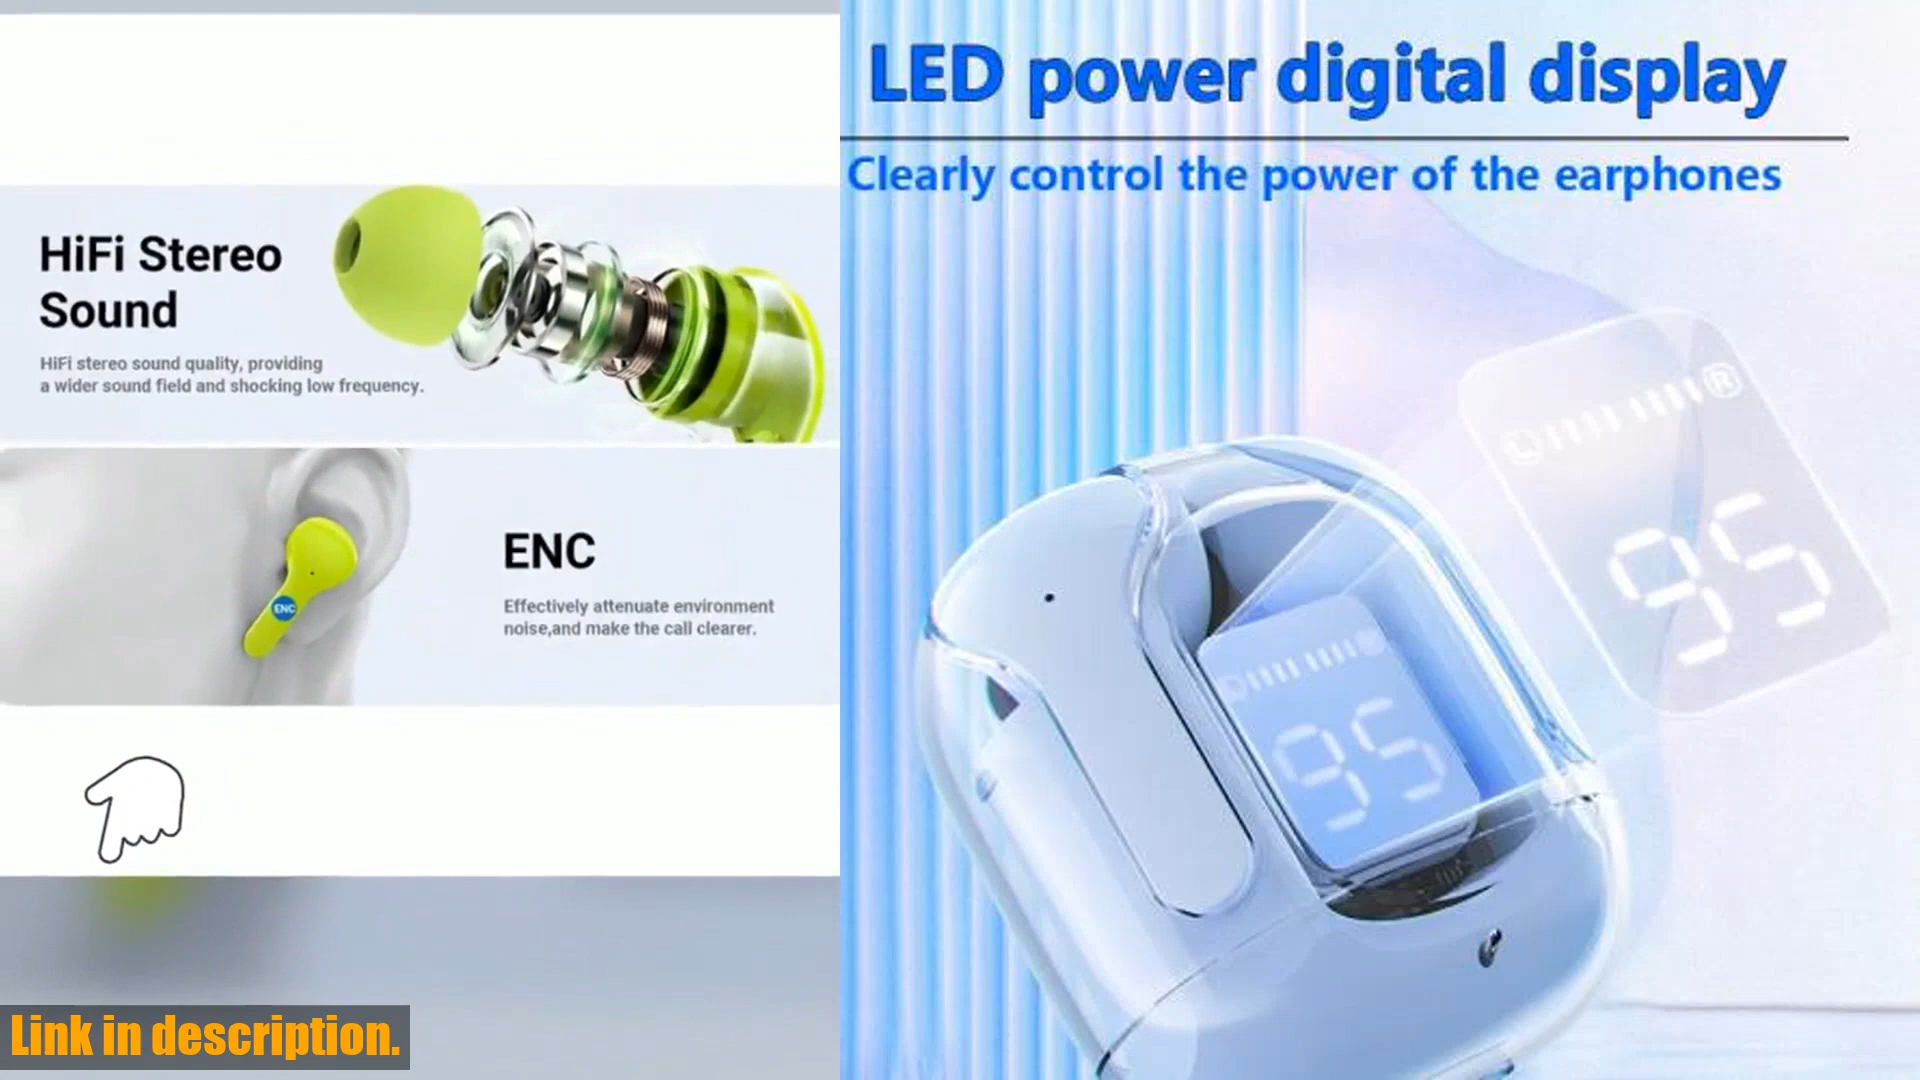 HiFi Stereo
Sound
HiFi stereo sound quality, providing
a wider sound field and shocking low frequency.
ENC
ENC
Effectively attenuate environment
noise,and make the call clearer.
Link in description.
LED power digital display
Clearly control the power of the earphones
L R
95
L R
95